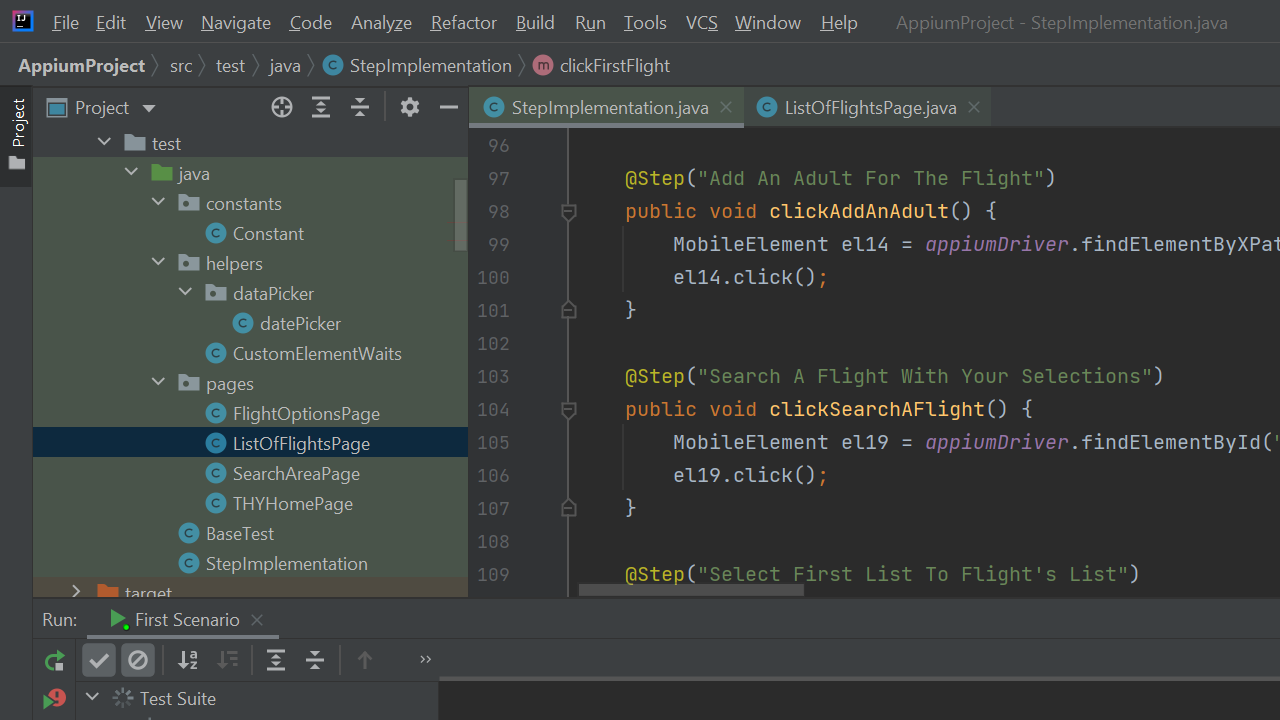 File Edit View Navigate Code Analyze Refactor Build Run Tools VCS Window Help AppiumProject - StepImplementation.java
AppiumProject src test java StepImplementation clickFirstFlight
Project
Project
StepImplementation.java
ListOfFlightsPage.java
test
java
constants
Constant
helpers
dataPicker
datePicker
CustomElementWaits
pages
FlightOptionsPage
ListOfFlightsPage
SearchAreaPage
THYHomePage
BaseTest
StepImplementation
target
96
97 @Step("Add An Adult For The Flight")
98 public void clickAddAnAdult() {
99 MobileElement el14 = appiumDriver.findElementByXPat
100 el14.click();
101 }
102
103 @Step("Search A Flight With Your Selections")
104 public void clickSearchAFlight() {
105 MobileElement el19 = appiumDriver.findElementById("
106 el19.click();
107 }
108
109 @Step("Select First List To Flight's List")
Run: First Scenario
Test Suite